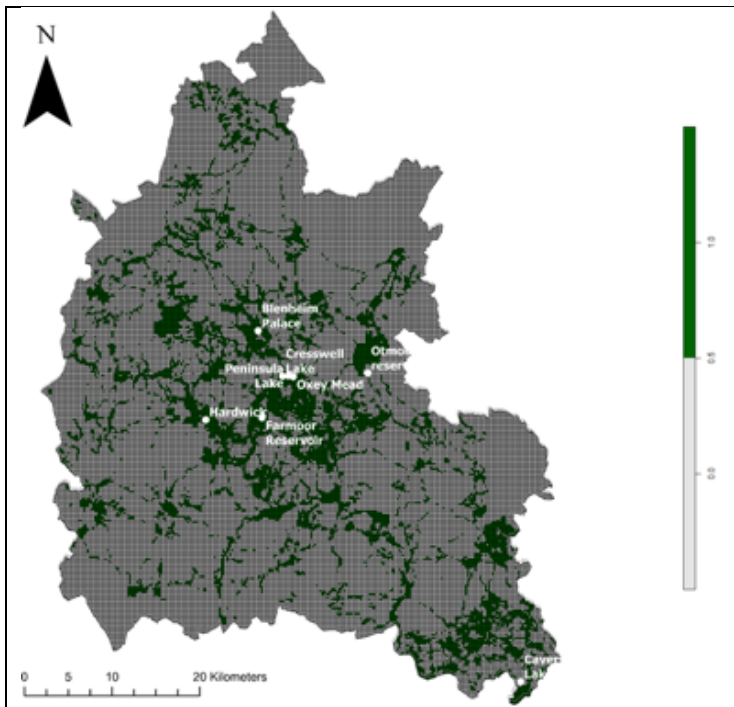 N
Blenheim
Palace
1.0
Cresswell
Peninsula Lake
Otmo
reserv
0.5
Lake
Oxey Mead
Hardwick
Farmoor
Reservoir
0.0
0 5 10 20 Kilometers
Caver
Lak